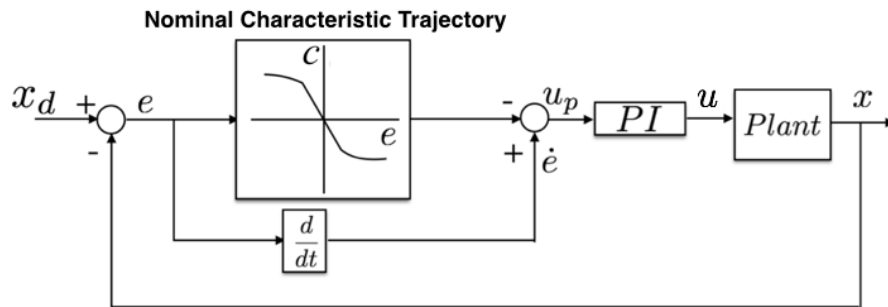 Nominal Characteristic Trajectory
c
x_d + e
e
- u_p PI u Plant x
-
+ ė
d
dt